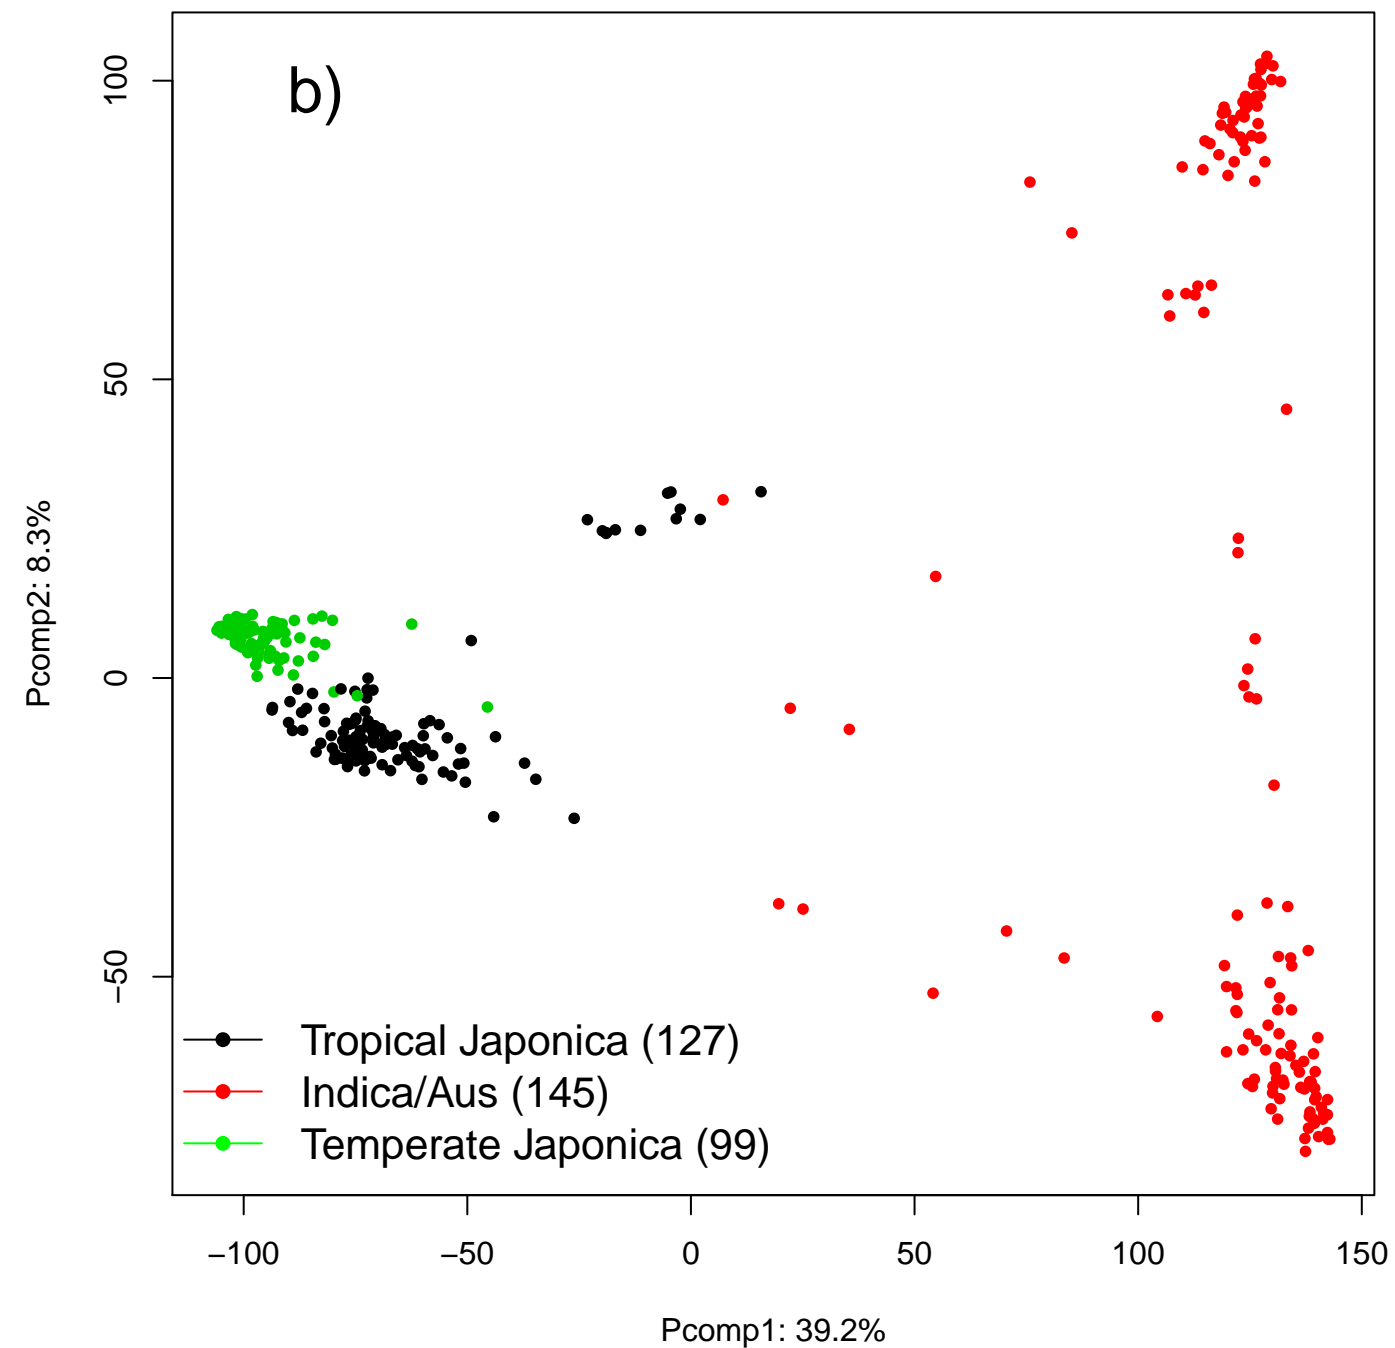 b)
100
50
0
−50
Pcomp2: 8.3%
Tropical Japonica (127)
Indica/Aus (145)
Temperate Japonica (99)
−100 −50 0 50 100 150
Pcomp1: 39.2%